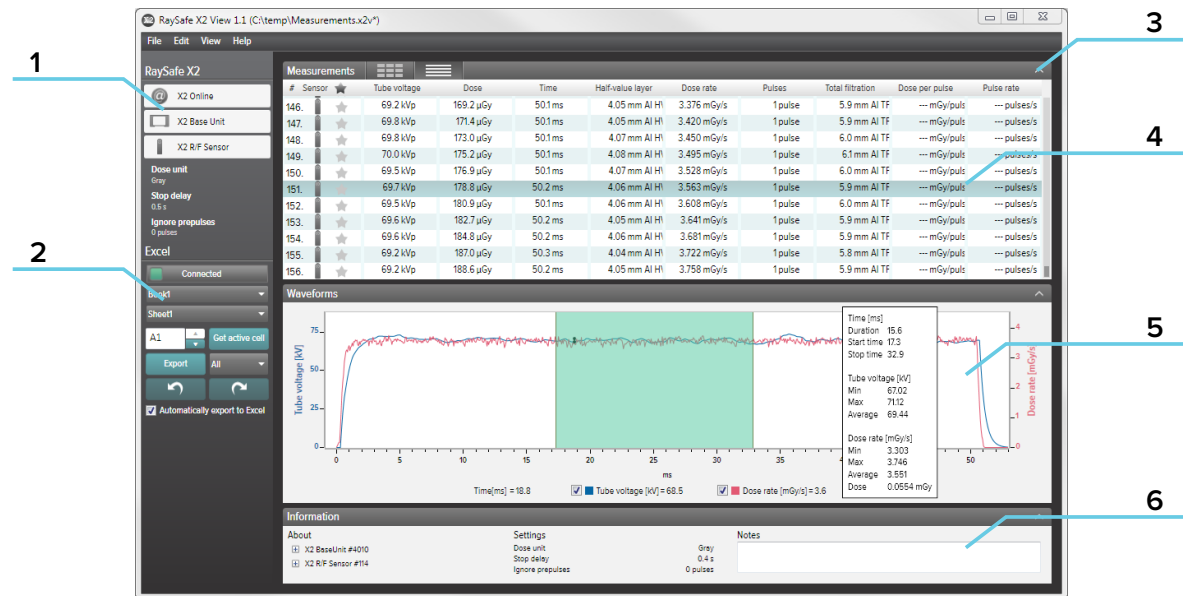 RaySafe X2 View 1.1 (C:\temp\Measurements.x2v*)
File Edit View Help
1
2
3
4
5
6
RaySafe X2
X2 Online
X2 Base Unit
X2 R/F Sensor
Dose unit
Gray
Stop delay
0.5 s
Ignore prepulses
0 pulses
Excel
Connected
Book1
Sheet1
A1 Get active cell
Export All
Automatically export to Excel
Measurements
# Sensor Tube voltage Dose Time Half-value layer Dose rate Pulses Total filtration Dose per pulse Pulse rate
146. 69.2 kVp 169.2 µGy 50.1 ms 4.05 mm Al H\ 3.376 mGy/s 1 pulse 5.9 mm Al TF --- mGy/puls --- pulses/s
147. 69.8 kVp 171.4 µGy 50.1 ms 4.05 mm Al H\ 3.420 mGy/s 1 pulse 5.9 mm Al TF --- mGy/puls --- pulses/s
148. 69.8 kVp 173.0 µGy 50.1 ms 4.07 mm Al H\ 3.450 mGy/s 1 pulse 6.0 mm Al TF --- mGy/puls --- pulses/s
149. 70.0 kVp 175.2 µGy 50.1 ms 4.08 mm Al H\ 3.495 mGy/s 1 pulse 6.1 mm Al TF --- mGy/puls --- pulses/s
150. 69.5 kVp 176.9 µGy 50.1 ms 4.07 mm Al H\ 3.528 mGy/s 1 pulse 6.0 mm Al TF --- mGy/puls --- pulses/s
151. 69.7 kVp 178.8 µGy 50.2 ms 4.06 mm Al H\ 3.563 mGy/s 1 pulse 5.9 mm Al TF --- mGy/puls --- pulses/s
152. 69.5 kVp 180.9 µGy 50.1 ms 4.06 mm Al H\ 3.608 mGy/s 1 pulse 6.0 mm Al TF --- mGy/puls --- pulses/s
153. 69.6 kVp 182.7 µGy 50.2 ms 4.05 mm Al H\ 3.641 mGy/s 1 pulse 5.9 mm Al TF --- mGy/puls --- pulses/s
154. 69.6 kVp 184.8 µGy 50.2 ms 4.06 mm Al H\ 3.681 mGy/s 1 pulse 5.9 mm Al TF --- mGy/puls --- pulses/s
155. 69.2 kVp 187.0 µGy 50.3 ms 4.04 mm Al H\ 3.722 mGy/s 1 pulse 5.8 mm Al TF --- mGy/puls --- pulses/s
156. 69.2 kVp 188.6 µGy 50.2 ms 4.05 mm Al H\ 3.758 mGy/s 1 pulse 5.9 mm Al TF --- mGy/puls --- pulses/s
Waveforms
Tube voltage [kV]
75
50
25
0
0 5 10 15 20 25 30 35 50
ms
4
3
2
1
0
Dose rate [mGy/s]
Time [ms]
Duration 15.6
Start time 17.3
Stop time 32.9
Tube voltage [kV]
Min 67.02
Max 71.12
Average 69.44
Dose rate [mGy/s]
Min 3.303
Max 3.746
Average 3.551
Dose 0.0554 mGy
Time[ms] = 18.8 Tube voltage [kV] = 68.5 Dose rate [mGy/s] = 3.6
Information
About
X2 BaseUnit #4010
X2 R/F Sensor #114
Settings
Dose unit Gray
Stop delay 0.4 s
Ignore prepulses 0 pulses
Notes